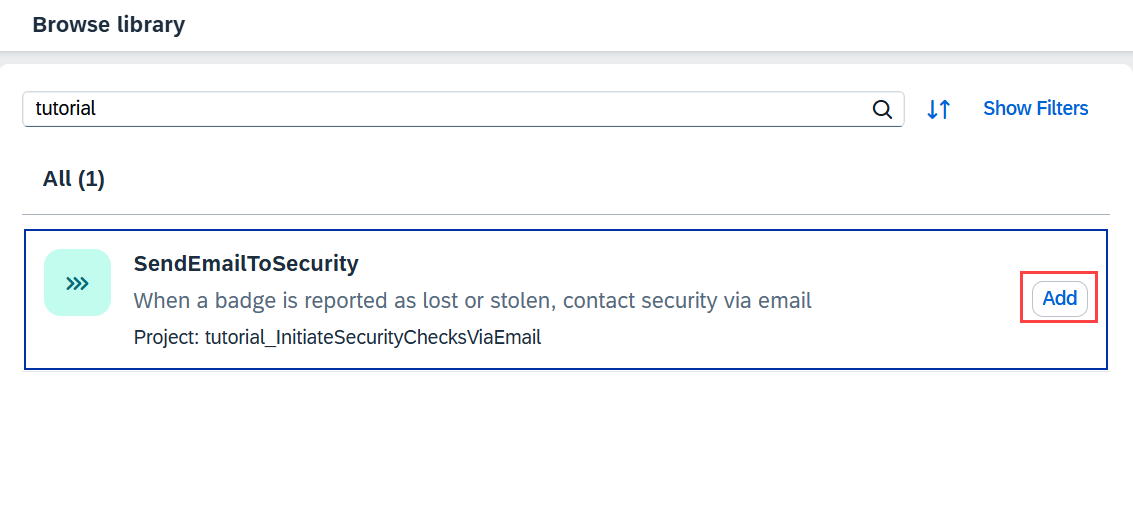 Browse library
tutorial
Show Filters
All (1)
SendEmailToSecurity
When a badge is reported as lost or stolen, contact security via email
Add
Project: tutorial_InitiateSecurityChecksViaEmail